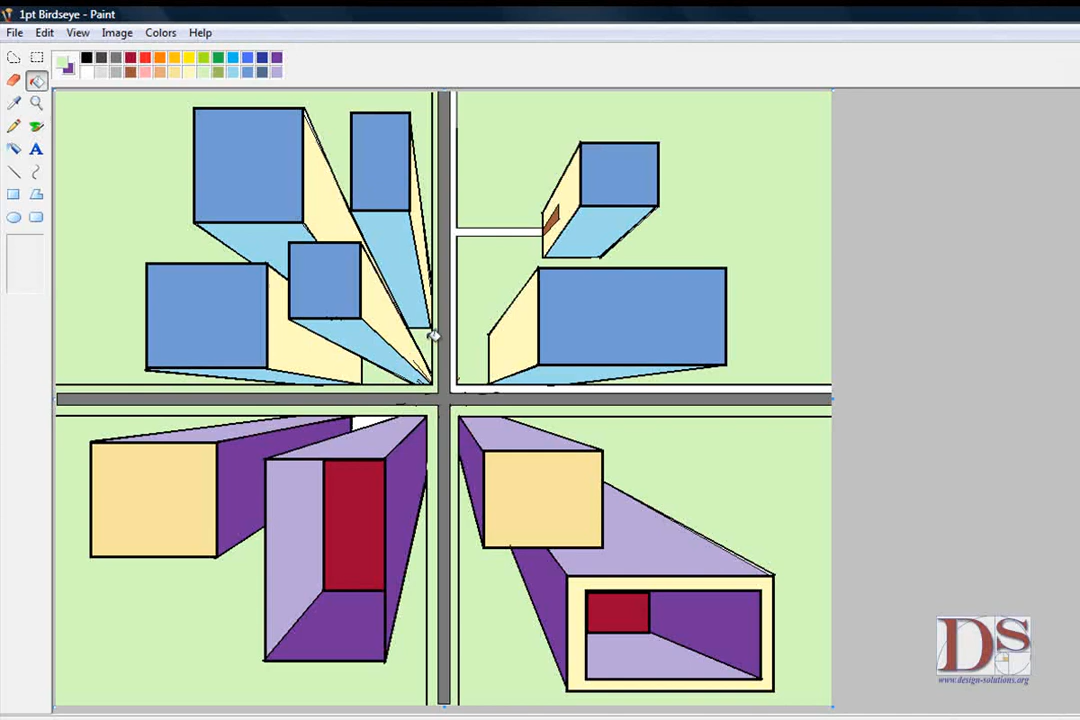 1pt Birdseye - Paint
File Edit View Image Colors Help
A
DS
www.design-solutions.org